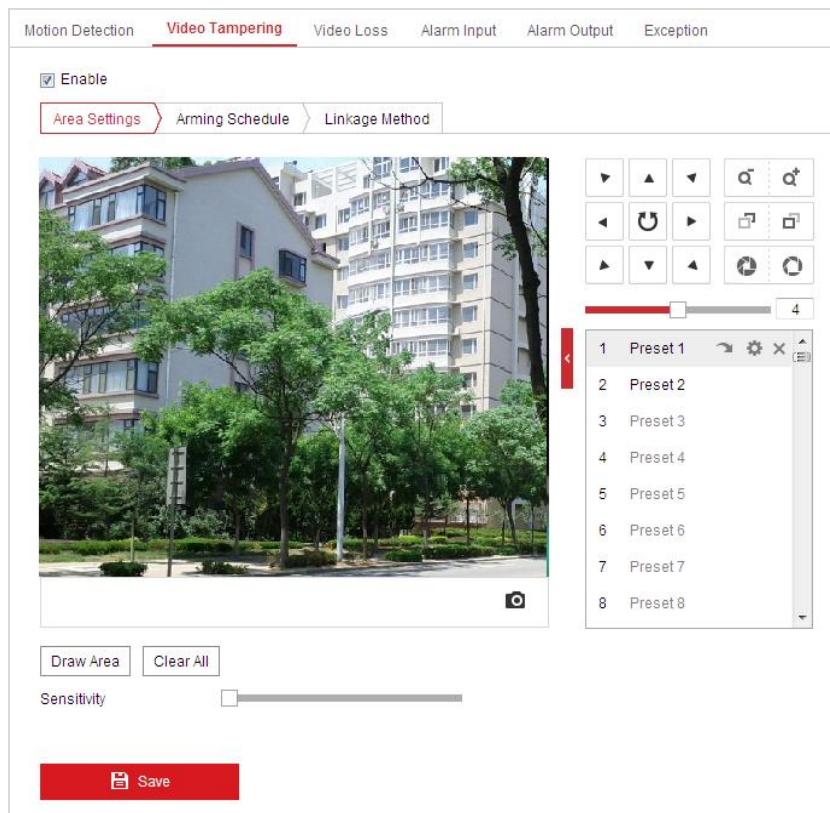 Motion Detection Video Tampering Video Loss Alarm Input Alarm Output Exception
Enable
Area Settings Arming Schedule Linkage Method
4
1 Preset 1
2 Preset 2
3 Preset 3
4 Preset 4
5 Preset 5
6 Preset 6
7 Preset 7
8 Preset 8
Draw Area Clear All
Sensitivity
Save